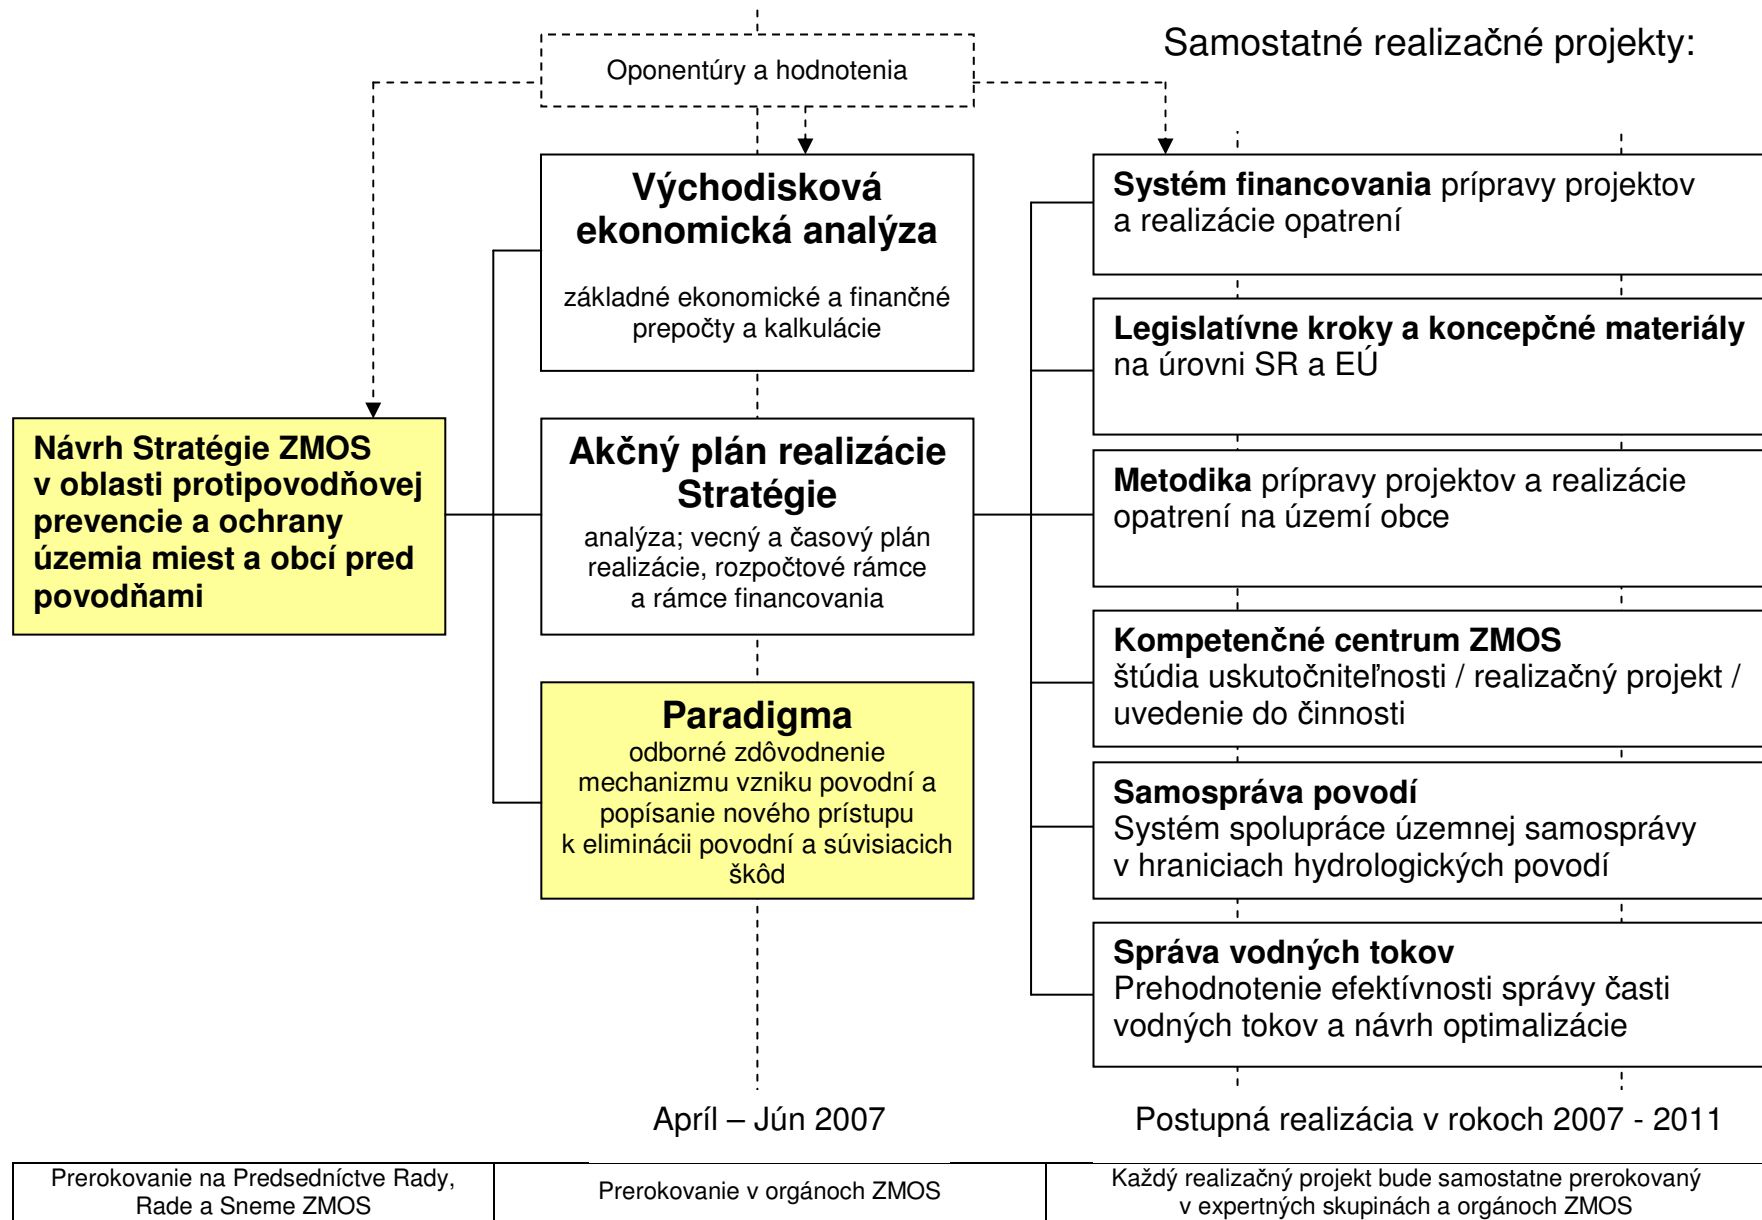 Samostatné realizačné projekty:
Oponentúry a hodnotenia
Návrh Stratégie ZMOS
v oblasti protipovodňovej
prevencie a ochrany
územia miest a obcí pred
povodňami
Východisková
ekonomická analýza
základné ekonomické a finančné
prepočty a kalkulácie
Akčný plán realizácie
Stratégie
analýza; vecný a časový plán
realizácie, rozpočtové rámce
a rámce financovania
Paradigma
odborné zdôvodnenie
mechanizmu vzniku povodní a
popísanie nového prístupu
k eliminácii povodní a súvisiacich
škôd
Systém financovania prípravy projektov
a realizácie opatrení
Legislatívne kroky a koncepčné materiály
na úrovni SR a EÚ
Metodika prípravy projektov a realizácie
opatrení na území obce
Kompetenčné centrum ZMOS
štúdia uskutočniteľnosti / realizačný projekt /
uvedenie do činnosti
Samospráva povodí
Systém spolupráce územnej samosprávy
v hraniciach hydrologických povodí
Správa vodných tokov
Prehodnotenie efektívnosti správy časti
vodných tokov a návrh optimalizácie
Apríl – Jún 2007
Postupná realizácia v rokoch 2007 - 2011
Prerokovanie na Predsedníctve Rady,
Rade a Sneme ZMOS
Prerokovanie v orgánoch ZMOS
Každý realizačný projekt bude samostatne prerokovaný
v expertných skupinách a orgánoch ZMOS